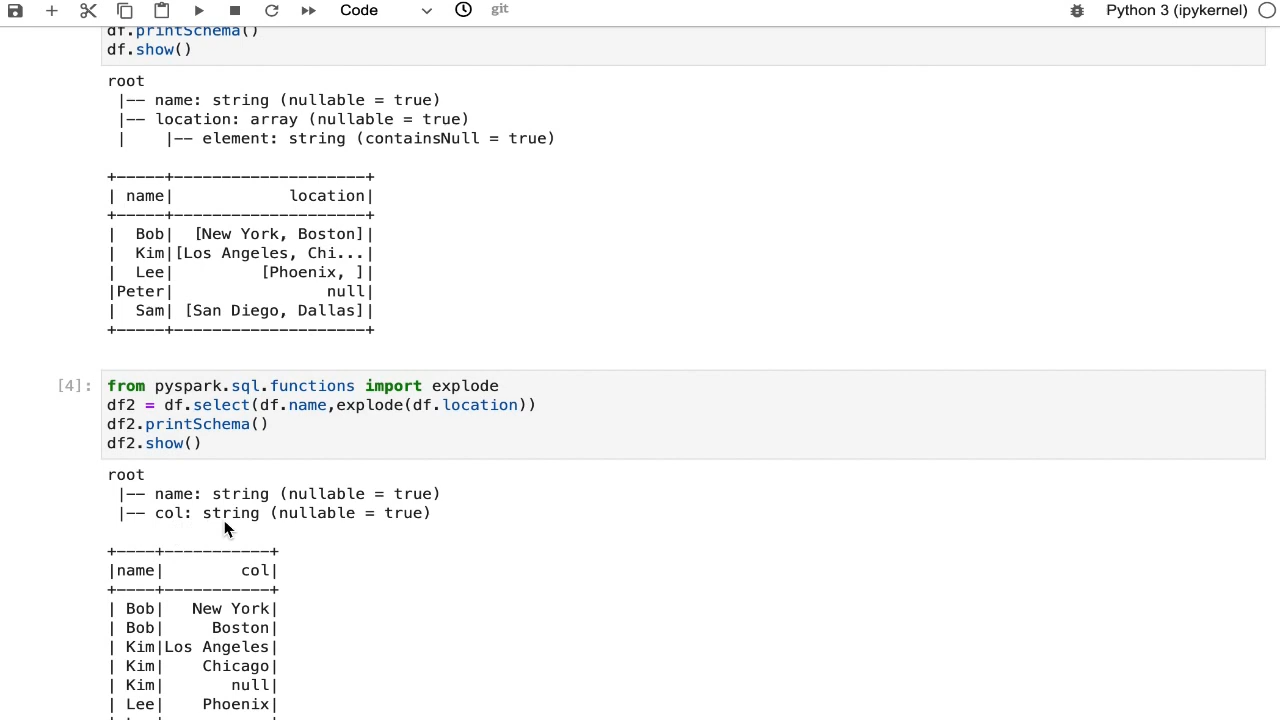 Code git Python 3 (ipykernel)
df.printSchema()
df.show()
root
 |-- name: string (nullable = true)
 |-- location: array (nullable = true)
 |    |-- element: string (containsNull = true)
+-----+--------------------+
| name|            location|
+-----+--------------------+
|  Bob|  [New York, Boston]|
|  Kim|[Los Angeles, Chi...|
|  Lee|         [Phoenix, ]|
|Peter|                null|
|  Sam| [San Diego, Dallas]|
+-----+--------------------+
[4]: from pyspark.sql.functions import explode
df2 = df.select(df.name,explode(df.location))
df2.printSchema()
df2.show()
root
 |-- name: string (nullable = true)
 |-- col: string (nullable = true)
+----+-----------+
|name|        col|
+----+-----------+
| Bob|   New York|
| Bob|     Boston|
| Kim|Los Angeles|
| Kim|    Chicago|
| Kim|       null|
| Lee|    Phoenix|